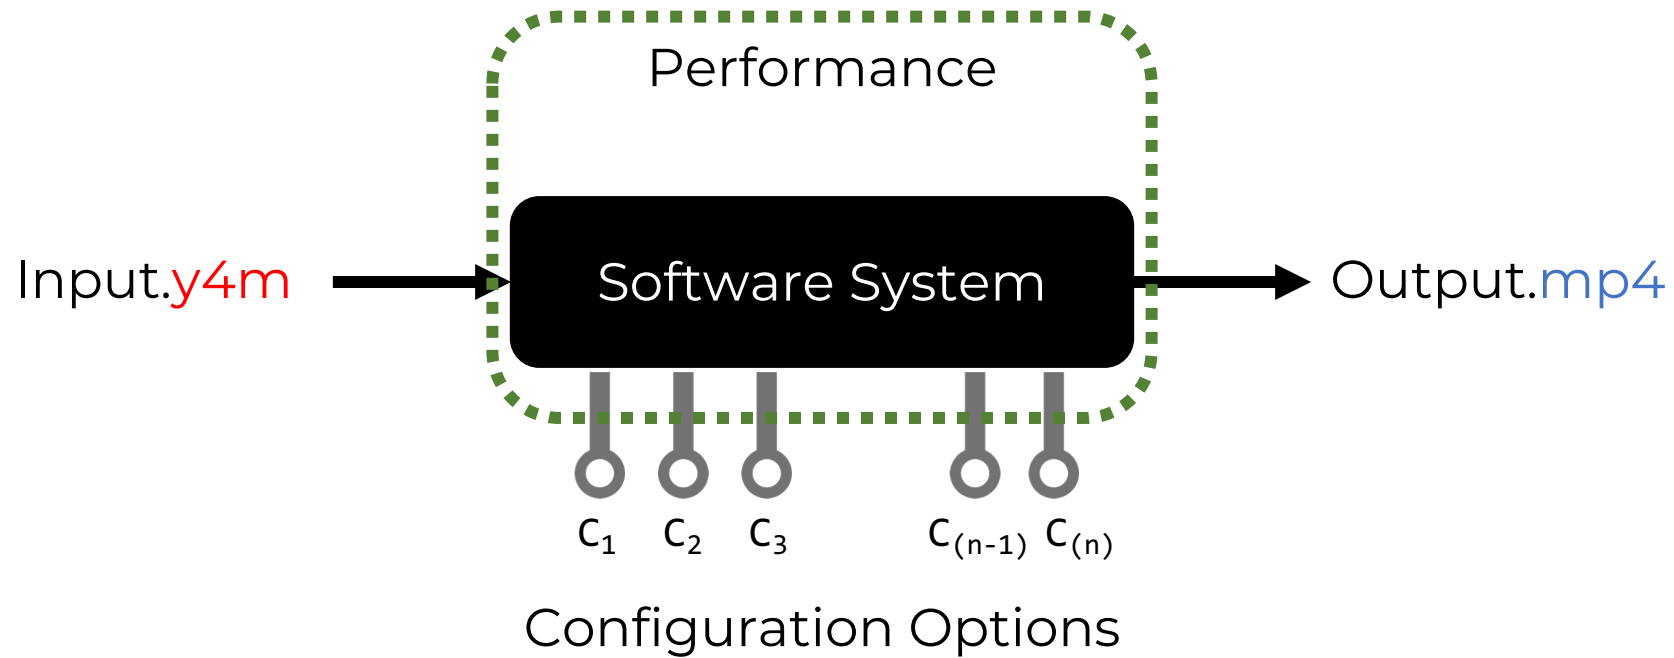 Performance
Input.y4m
Software System
Output.mp4
C1 C2 C3 C(n-1) C(n)
Configuration Options